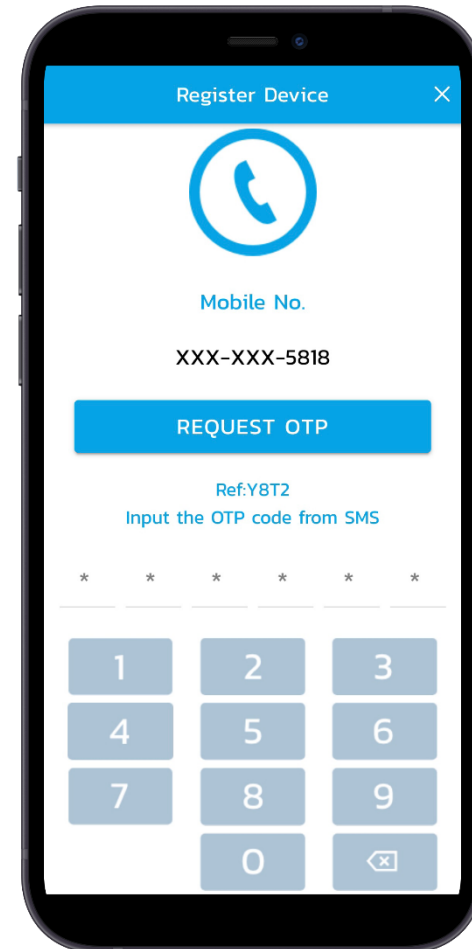 Register Device
Mobile No.
XXX-XXX-5818
REQUEST OTP
Ref:Y8T2
Input the OTP code from SMS
* * * * * *
1 2 3
4 5 6
7 8 9
0